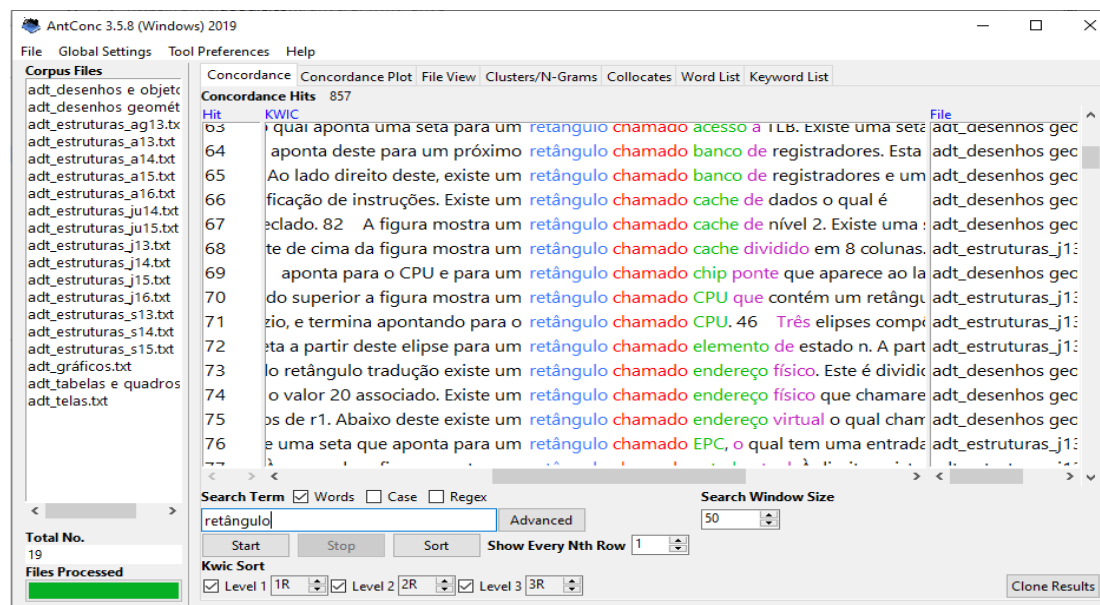 AntConc 3.5.8 (Windows) 2019
File Global Settings Tool Preferences Help
Corpus Files
adt_desenhos e objeto
adt_desenhos geomét
adt_estruturas_ag13.tx
adt_estruturas_a13.txt
adt_estruturas_a14.txt
adt_estruturas_a15.txt
adt_estruturas_a16.txt
adt_estruturas_ju14.txt
adt_estruturas_ju15.txt
adt_estruturas_j13.txt
adt_estruturas_j14.txt
adt_estruturas_j15.txt
adt_estruturas_j16.txt
adt_estruturas_s13.txt
adt_estruturas_s14.txt
adt_estruturas_s15.txt
adt_gráficos.txt
adt_tabelas e quadros
adt_telas.txt
Total No.
19
Files Processed
Concordance Concordance Plot File View Clusters/N-Grams Collocates Word List Keyword List
Concordance Hits 857
Hit KWIC File
63 o qual aponta uma seta para um retângulo chamado acesso a TLB. Existe uma seta adt_desenhos geo
64 aponta deste para um próximo retângulo chamado banco de registradores. Esta adt_desenhos geo
65 Ao lado direito deste, existe um retângulo chamado banco de registradores e um adt_desenhos geo
66 ficação de instruções. Existe um retângulo chamado cache de dados o qual é adt_desenhos geo
67 eclado. 82 A figura mostra um retângulo chamado cache de nível 2. Existe uma adt_desenhos geo
68 te de cima da figura mostra um retângulo chamado cache dividido em 8 colunas. adt_estruturas_j13
69 aponta para o CPU e para um retângulo chamado chip ponte que aparece ao la adt_desenhos geo
70 do superior a figura mostra um retângulo chamado CPU que contém um retângu adt_estruturas_j13
71 zio, e termina apontando para o retângulo chamado CPU. 46 Três elipses compo adt_estruturas_j13
72 eta a partir deste elipse para um retângulo chamado elemento de estado n. A part adt_estruturas_j13
73 lo retângulo tradução existe um retângulo chamado endereço físico. Este é dividid adt_desenhos geo
74 o valor 20 associado. Existe um retângulo chamado endereço físico que chamare adt_desenhos geo
75 os de r1. Abaixo deste existe um retângulo chamado endereço virtual o qual cham adt_desenhos geo
76 e uma seta que aponta para um retângulo chamado EPC, o qual tem uma entrada adt_estruturas_j13
Search Term Words Case Regex Search Window Size
retângulo Advanced 50
Start Stop Sort Show Every Nth Row 1
Kwic Sort
Level 1 1R Level 2 2R Level 3 3R Clone Results